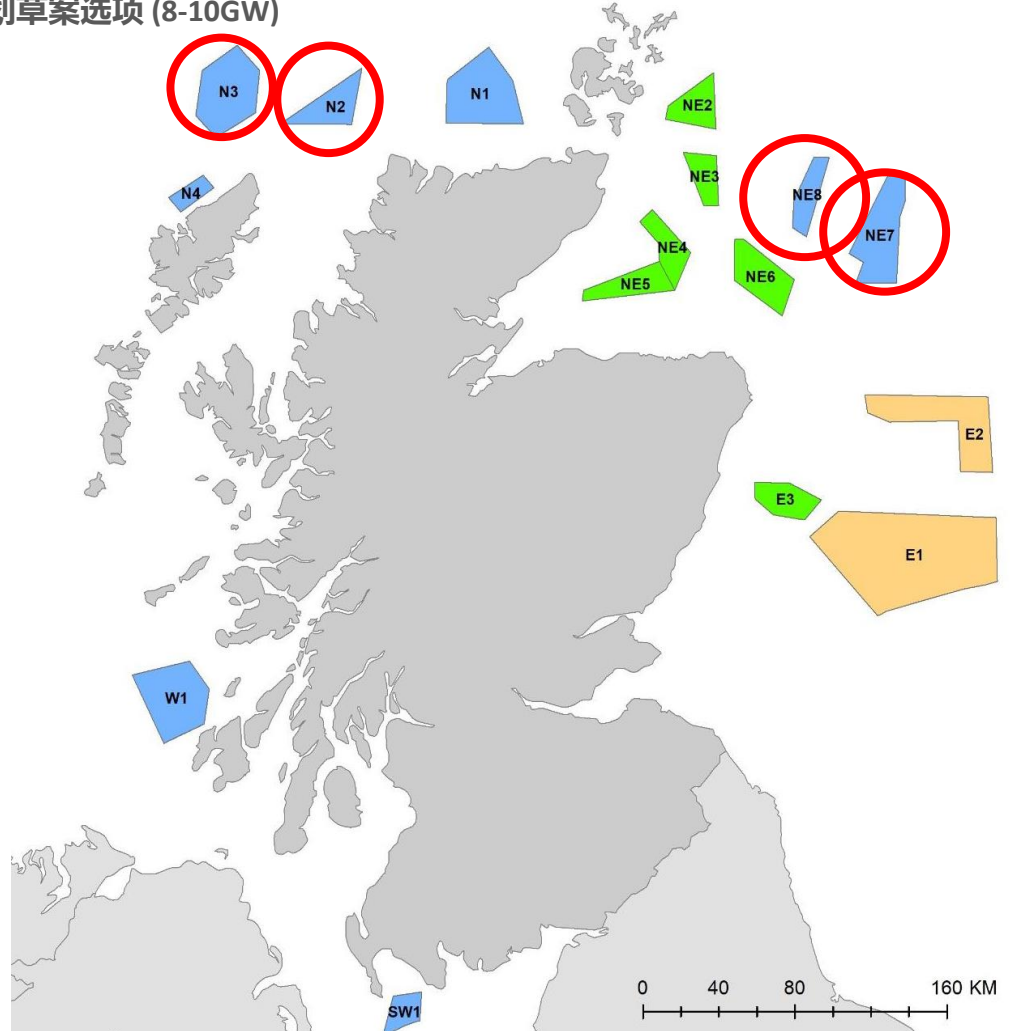 划草案选项 (8-10GW)
N3
N2
N1
NE2
NE3
N4
NE8
NE7
NE4
NE5
NE6
E2
E3
E1
W1
SW1
0 40 80 160 KM